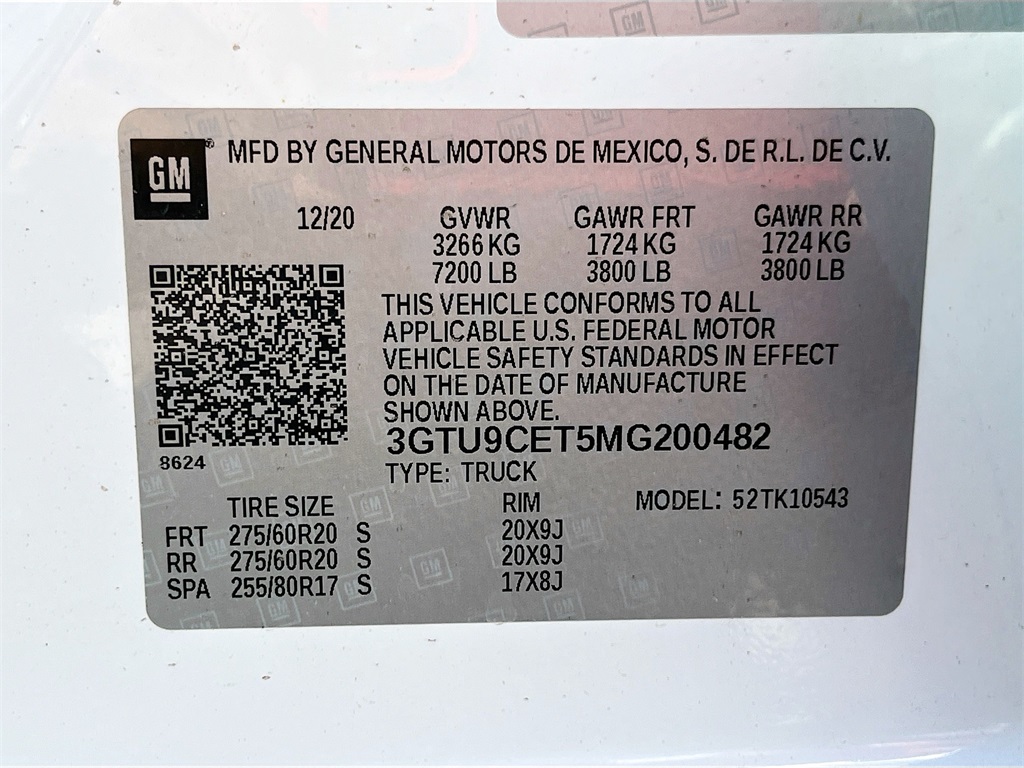 GM
MFD BY GENERAL MOTORS DE MEXICO, S. DE R.L. DE C.V.
12/20 GVWR GAWR FRT GAWR RR
3266 KG 1724 KG 1724 KG
7200 LB 3800 LB 3800 LB
THIS VEHICLE CONFORMS TO ALL
APPLICABLE U.S. FEDERAL MOTOR
VEHICLE SAFETY STANDARDS IN EFFECT
ON THE DATE OF MANUFACTURE
SHOWN ABOVE.
3GTU9CET5MG200482
8624
TYPE: TRUCK
TIRE SIZE RIM MODEL: 52TK10543
FRT 275/60R20 S 20X9J
RR 275/60R20 S 20X9J
SPA 255/80R17 S 17X8J